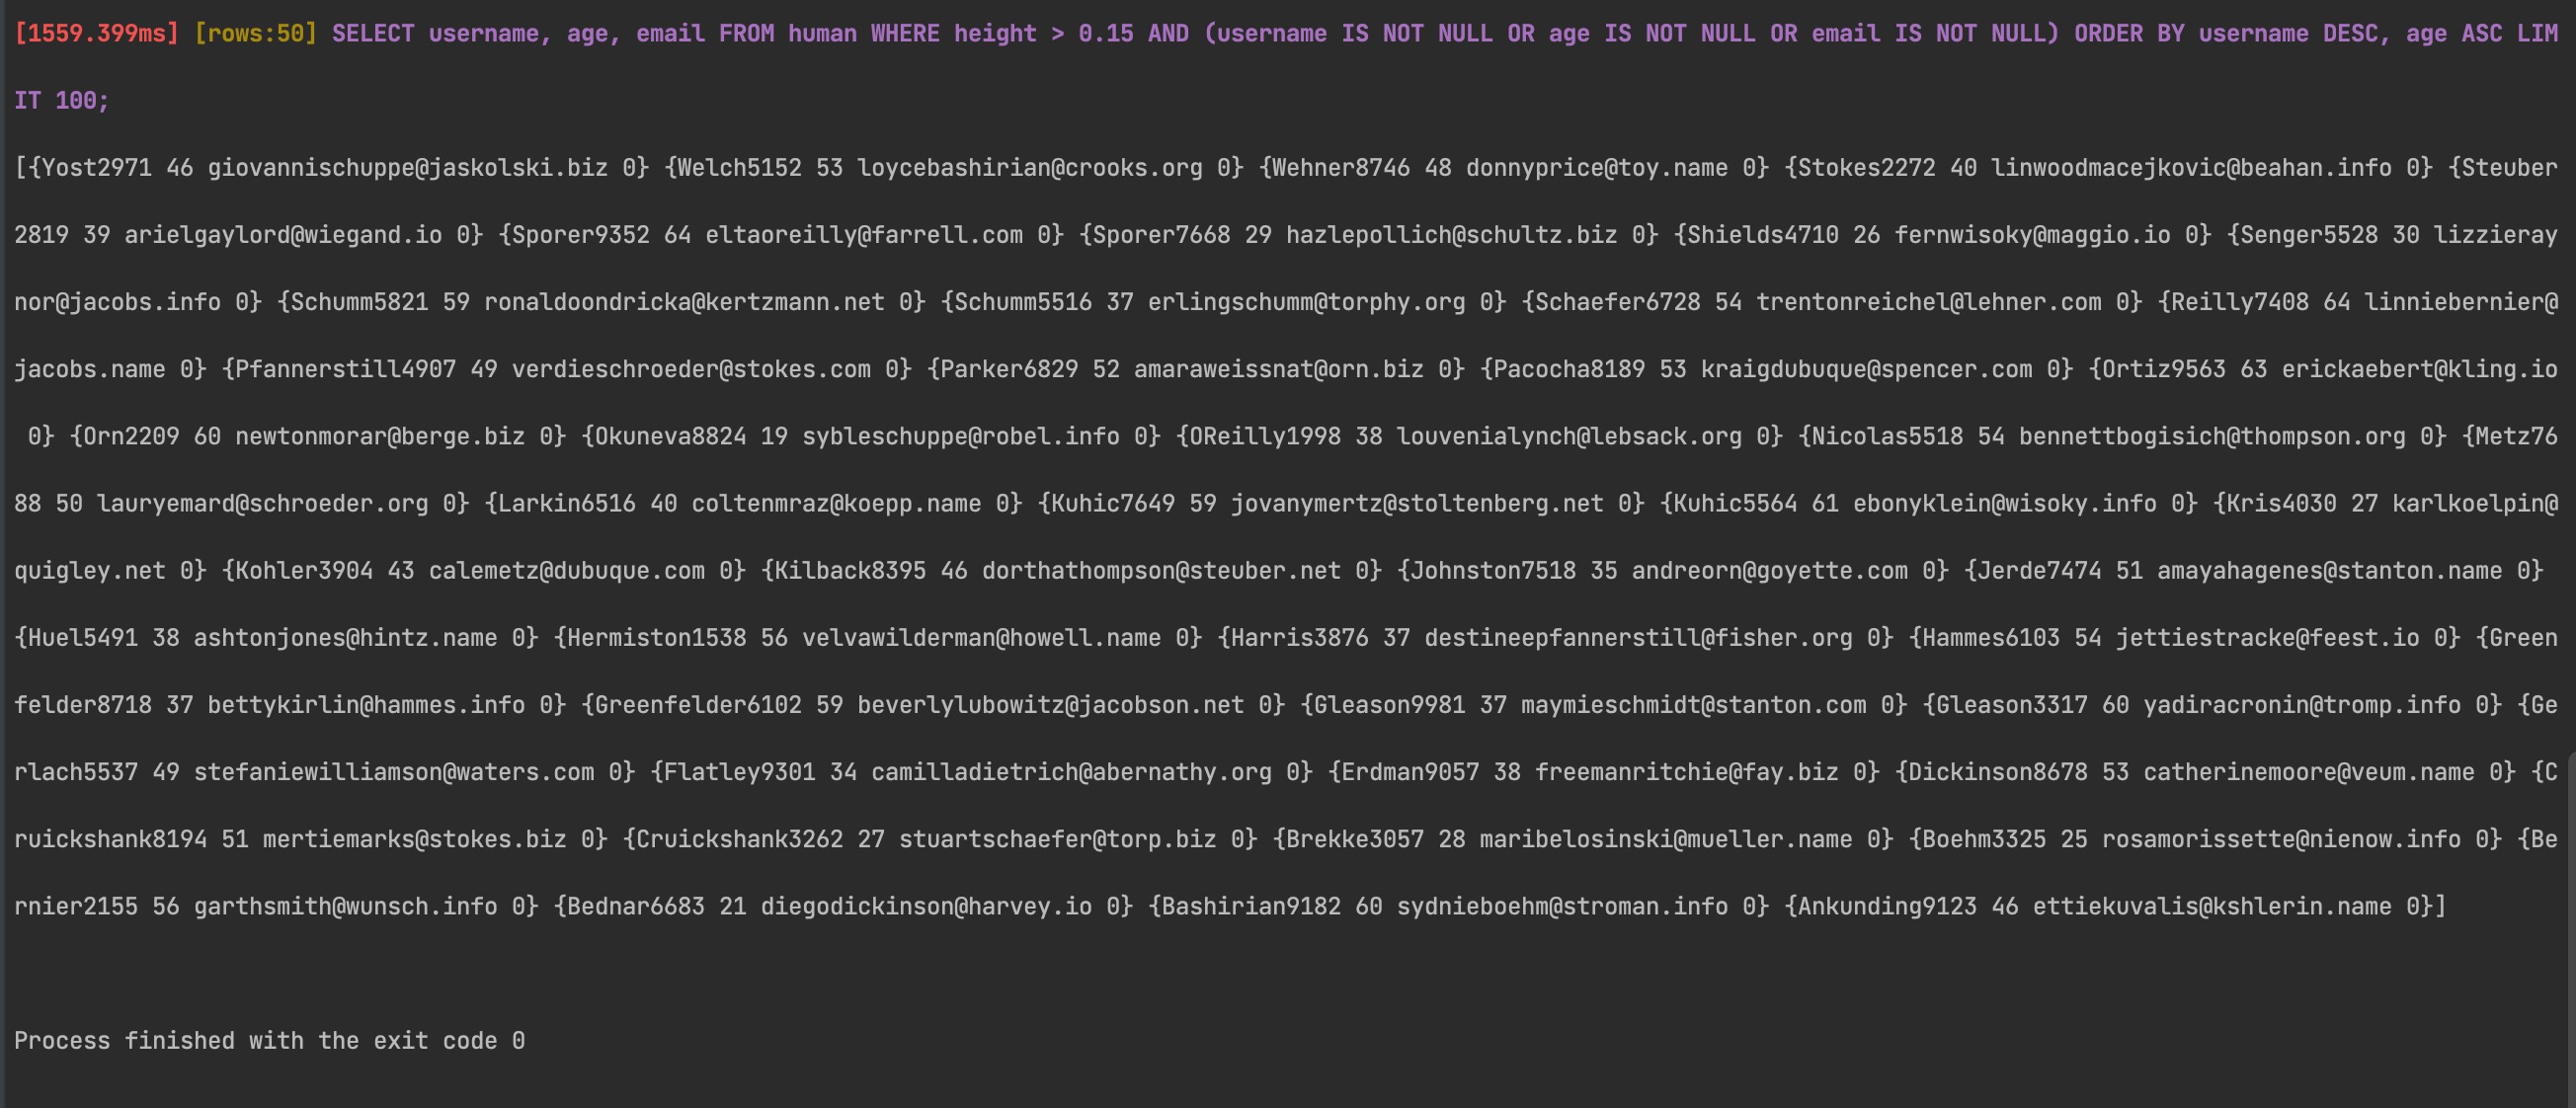 [1559.399ms] [rows:50] SELECT username, age, email FROM human WHERE height > 0.15 AND (username IS NOT NULL OR age IS NOT NULL OR email IS NOT NULL) ORDER BY username DESC, age ASC LIM
IT 100;
[{Yost2971 46 giovannischuppe@jaskolski.biz 0} {Welch5152 53 loycebashirian@crooks.org 0} {Wehner8746 48 donnyprice@toy.name 0} {Stokes2272 40 linwoodmacejkovic@beahan.info 0} {Steuber
2819 39 arielgaylord@wiegand.io 0} {Sporer9352 64 eltaoreilly@farrell.com 0} {Sporer7668 29 hazlepollich@schultz.biz 0} {Shields4710 26 fernwisoky@maggio.io 0} {Senger5528 30 lizzieray
nor@jacobs.info 0} {Schumm5821 59 ronaldoondricka@kertzmann.net 0} {Schumm5516 37 erlingschumm@torphy.org 0} {Schaefer6728 54 trentonreichel@lehner.com 0} {Reilly7408 64 linniebernier@
jacobs.name 0} {Pfannerstill4907 49 verdieschroeder@stokes.com 0} {Parker6829 52 amaraweissnat@orn.biz 0} {Pacocha8189 53 kraigdubuque@spencer.com 0} {Ortiz9563 63 erickaebert@kling.io
 0} {Orn2209 60 newtonmorar@berge.biz 0} {Okuneva8824 19 sybleschuppe@robel.info 0} {OReilly1998 38 louvenialynch@lebsack.org 0} {Nicolas5518 54 bennettbogisich@thompson.org 0} {Metz76
88 50 lauryemard@schroeder.org 0} {Larkin6516 40 coltenmraz@koepp.name 0} {Kuhic7649 59 jovanymertz@stoltenberg.net 0} {Kuhic5564 61 ebonyklein@wisoky.info 0} {Kris4030 27 karlkoelpin@
quigley.net 0} {Kohler3904 43 calemetz@dubuque.com 0} {Kilback8395 46 dorthathompson@steuber.net 0} {Johnston7518 35 andreorn@goyette.com 0} {Jerde7474 51 amayahagenes@stanton.name 0}
{Huel5491 38 ashtonjones@hintz.name 0} {Hermiston1538 56 velvawilderman@howell.name 0} {Harris3876 37 destineepfannerstill@fisher.org 0} {Hammes6103 54 jettiestracke@feest.io 0} {Green
felder8718 37 bettykirlin@hammes.info 0} {Greenfelder6102 59 beverlylubowitz@jacobson.net 0} {Gleason9981 37 maymieschmidt@stanton.com 0} {Gleason3317 60 yadiracronin@tromp.info 0} {Ge
rlach5537 49 stefaniewilliamson@waters.com 0} {Flatley9301 34 camilladietrich@abernathy.org 0} {Erdman9057 38 freemanritchie@fay.biz 0} {Dickinson8678 53 catherinemoore@veum.name 0} {C
ruickshank8194 51 mertiemarks@stokes.biz 0} {Cruickshank3262 27 stuartschaefer@torp.biz 0} {Brekke3057 28 maribelosinski@mueller.name 0} {Boehm3325 25 rosamorissette@nienow.info 0} {Be
rnier2155 56 garthsmith@wunsch.info 0} {Bednar6683 21 diegodickinson@harvey.io 0} {Bashirian9182 60 sydnieboehm@stroman.info 0} {Ankunding9123 46 ettiekuvalis@kshlerin.name 0}]
Process finished with the exit code 0